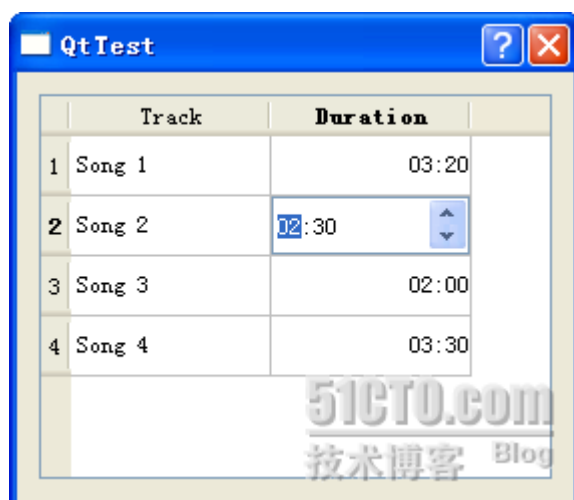 QtTest
Track Duration
1 Song 1 03:20
2 Song 2 02:30
3 Song 3 02:00
4 Song 4 03:30
51CTO.com
技术博客 Blog